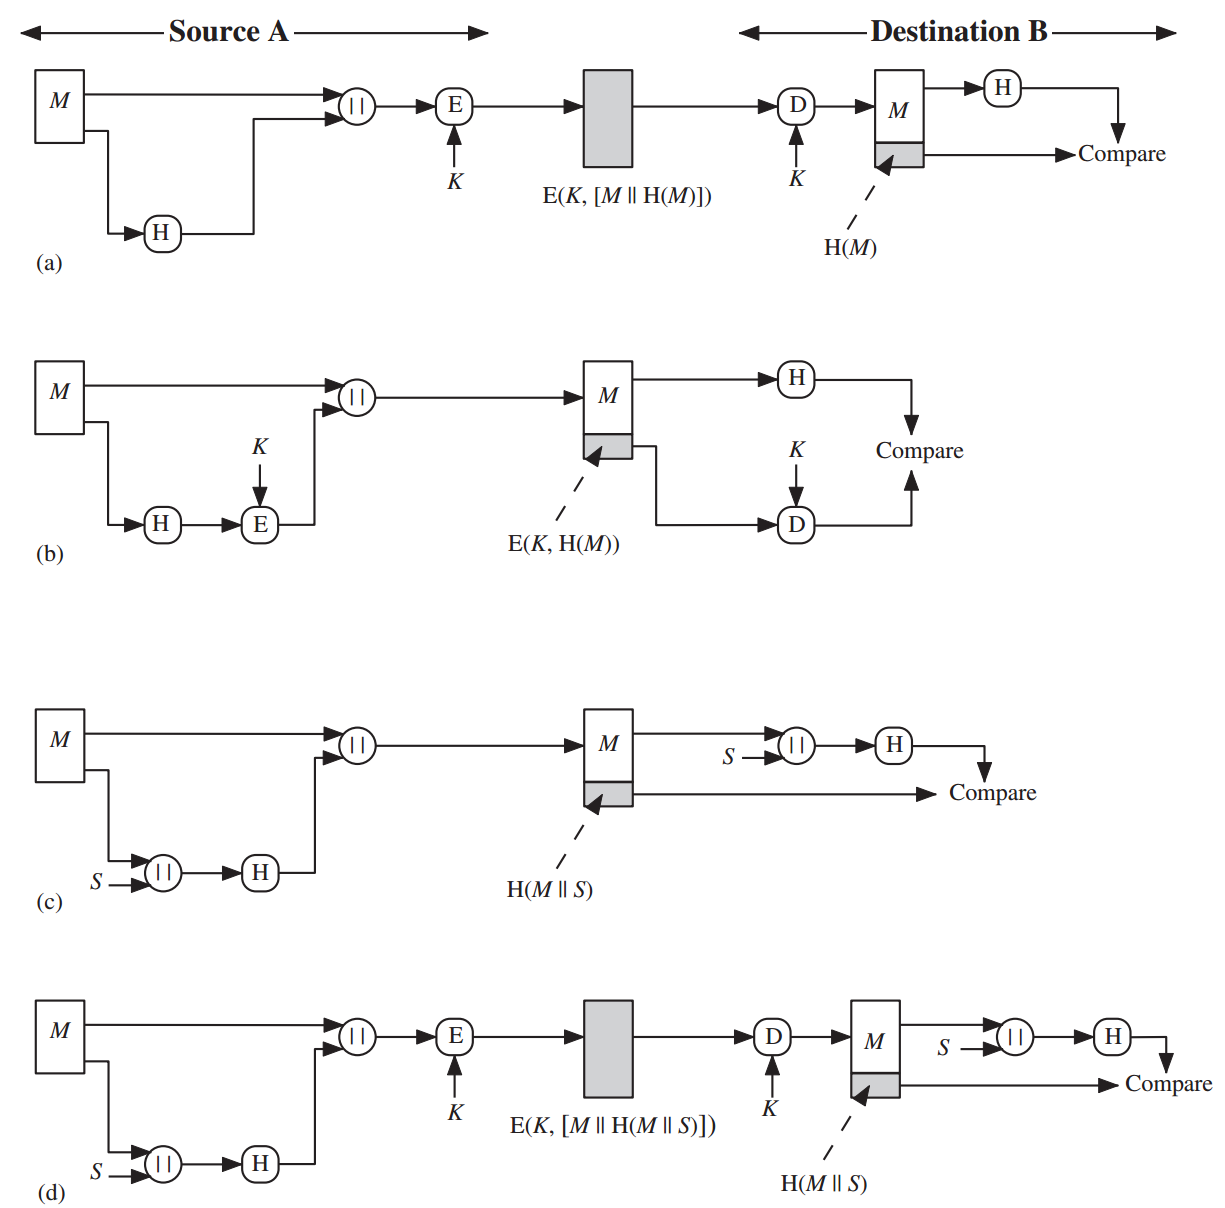 Source A Destination B
M || E D M H
K K Compare
E(K, [M || H(M)])
H H(M)
(a)
M || M H
K K Compare
H E D
(b) E(K, H(M))
M || M S || H
Compare
S || H
(c) H(M || S)
M || E D M S || H
K K Compare
E(K, [M || H(M || S)])
S || H H(M || S)
(d)